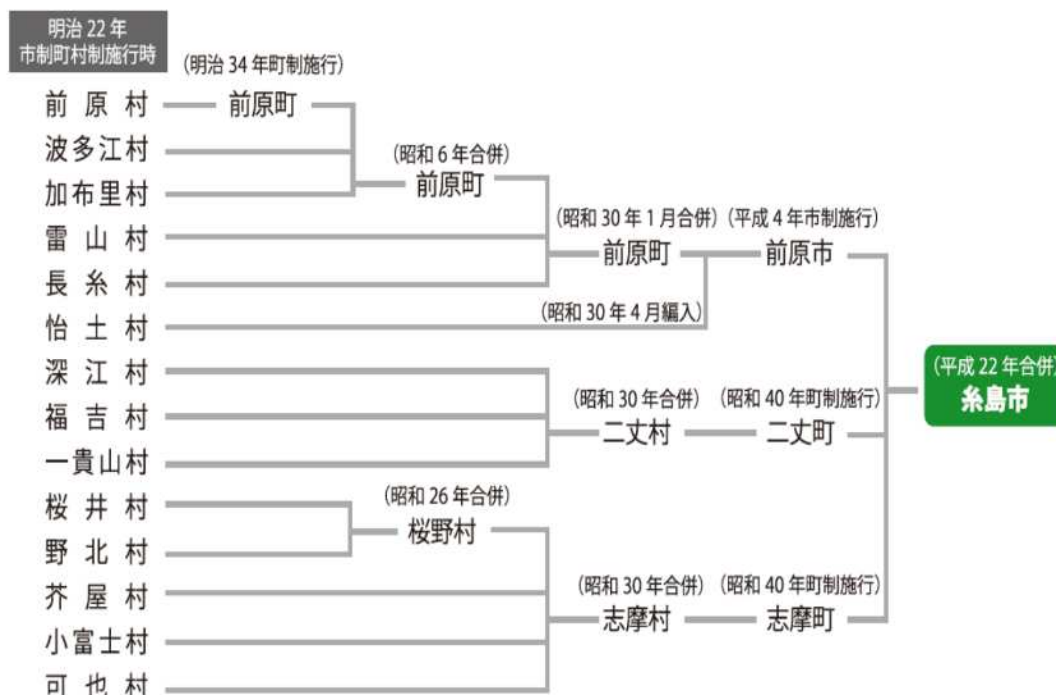 明治 22 年
市制町村制施行時
（明治 34 年町制施行）
前原村
前原町
波多江村
（昭和 6 年合併）
加布里村
前原町
雷山村
（昭和 30 年 1 月合併）
（平成 4 年市制施行）
前原町
前原市
長糸村
怡土村
（昭和 30 年 4 月編入）
深江村
（平成 22 年合併）
糸島市
福吉村
（昭和 30 年合併）
（昭和 40 年町制施行）
二丈村
二丈町
一貴山村
桜井村
（昭和 26 年合併）
桜野村
野北村
芥屋村
（昭和 30 年合併）
（昭和 40 年町制施行）
志摩村
志摩町
小富士村
可也村